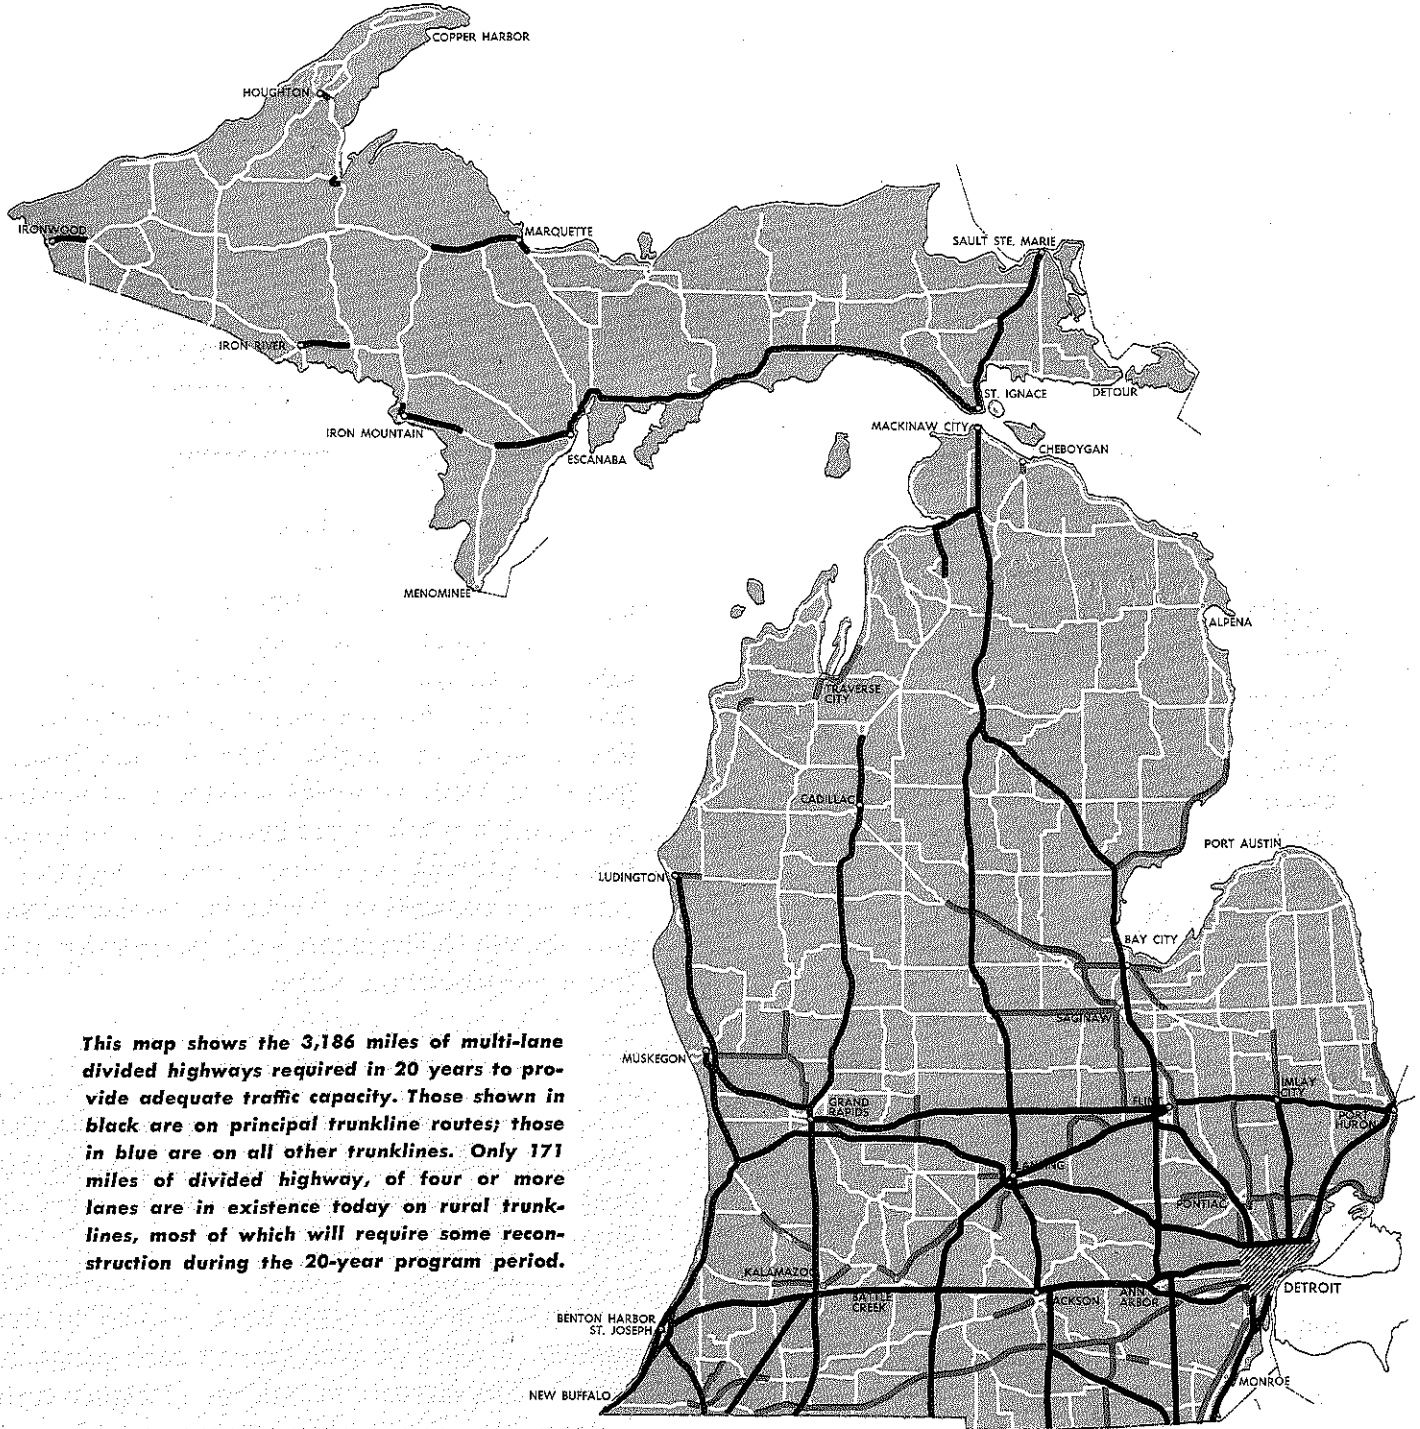 COPPER HARBOR
HOUGHTON
IRONWOOD
MARQUETTE
SAULT STE. MARIE
IRON RIVER
DETOUR
ST. IGNACE
MACKINAW CITY
IRON MOUNTAIN
CHEBOYGAN
ESCANABA
MENOMINEE
ALPENA
TRAVERSE
CITY
CADILLAC
PORT AUSTIN
LUDINGTON
BAY CITY
SAGINAW
This map shows the 3,186 miles of multi-lane
divided highways required in 20 years to pro-
vide adequate traffic capacity. Those shown in
black are on principal trunkline routes; those
in blue are on all other trunklines. Only 171
miles of divided highway, of four or more
lanes are in existence today on rural trunk-
lines, most of which will require some recon-
struction during the 20-year program period.
MUSKEGON
GRAND
RAPIDS
FLINT
IMLAY
CITY
PORT
HURON
LANSING
PONTIAC
KALAMAZOO
BATTLE
CREEK
JACKSON
ANN
ARBOR
DETROIT
BENTON HARBOR
ST. JOSEPH
NEW BUFFALO
MONROE